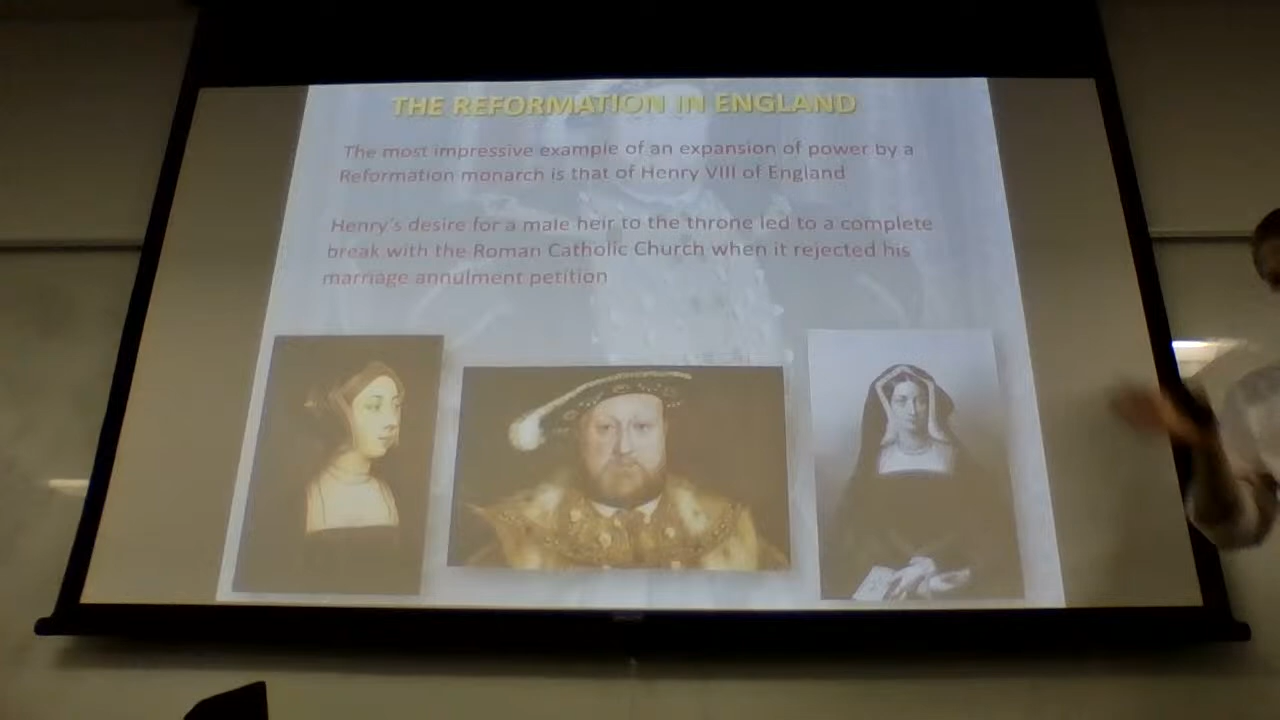 THE REFORMATION IN ENGLAND
The most impressive example of an expansion of power by a
Reformation monarch is that of Henry VIII of England
Henry's desire for a male heir to the throne led to a complete
break with the Roman Catholic Church when it rejected his
marriage annulment petition